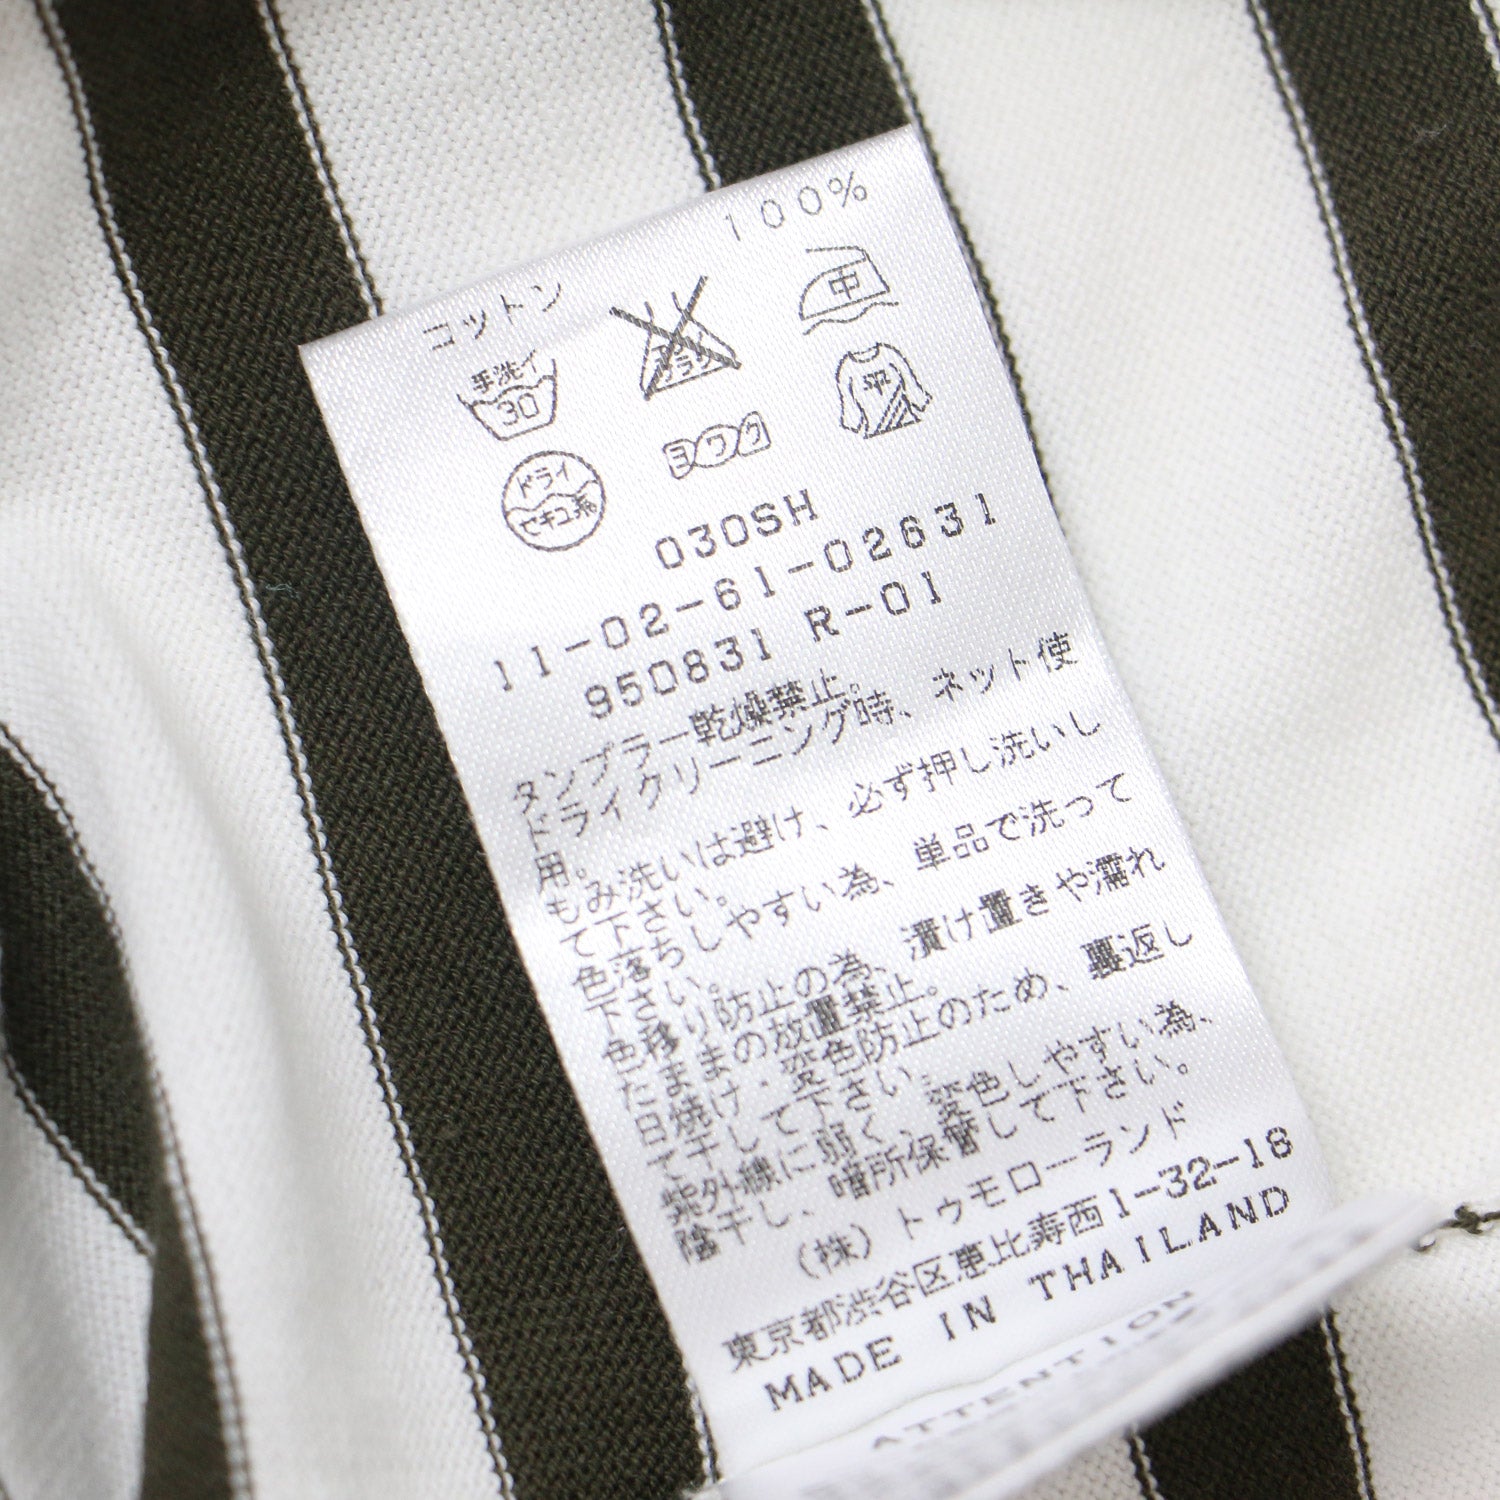 コットン 100%
手洗イ 30
エンソサラシ
中
ドライ セキユ系
ヨワク
平
030SH
11-02-61-02631
950831 R-01
タンブラー乾燥禁止。
ドライクリーニング時、ネット使
用。
もみ洗いは避け、必ず押し洗いし
て下さい。
色落ちしやすい為、単品で洗って
下さい。
色移り防止の為、漬け置きや濡れ
たままの放置禁止。
日焼け・変色防止のため、裏返し
て干して下さい。
紫外線に弱く、変色しやすい為、
陰干し、暗所保管して下さい。
(株)トゥモローランド
東京都渋谷区恵比寿西1-32-18
MADE IN THAILAND
ATTENTION